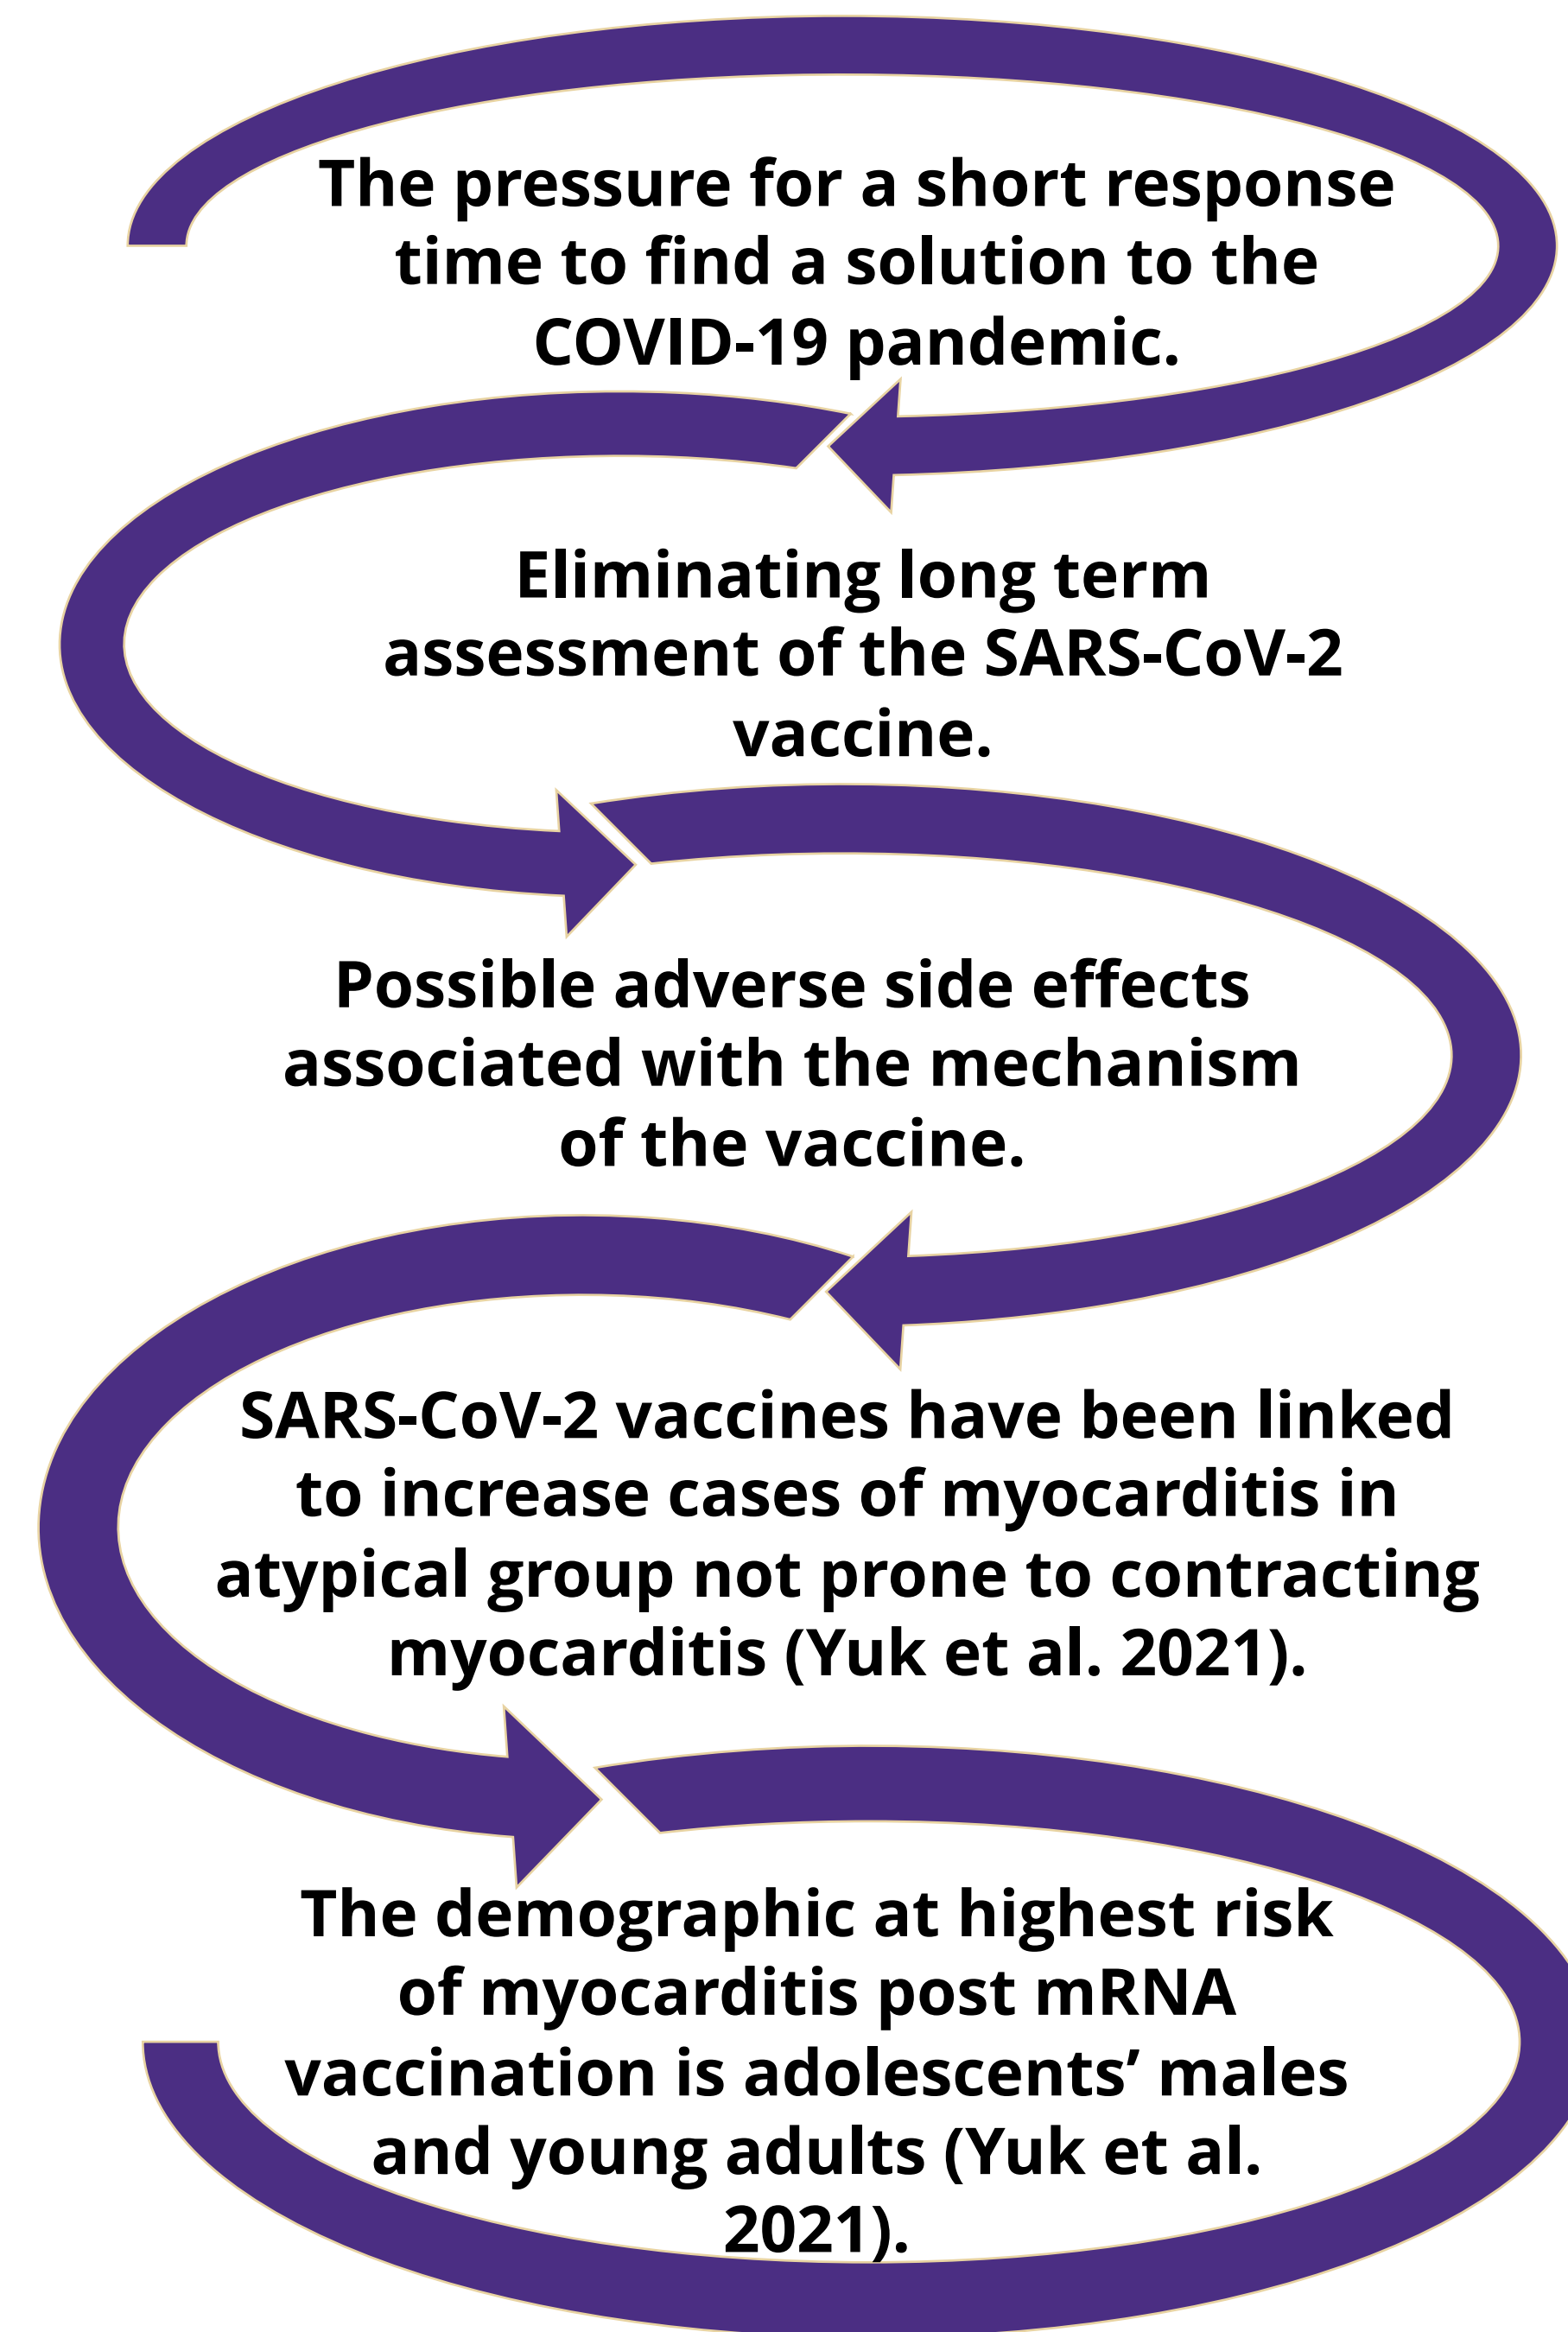 The pressure for a short response
time to find a solution to the
COVID-19 pandemic.
Eliminating long term
assessment of the SARS-CoV-2
vaccine.
Possible adverse side effects
associated with the mechanism
of the vaccine.
SARS-CoV-2 vaccines have been linked
to increase cases of myocarditis in
atypical group not prone to contracting
myocarditis (Yuk et al. 2021).
The demographic at highest risk
of myocarditis post mRNA
vaccination is adolescents’ males
and young adults (Yuk et al.
2021).